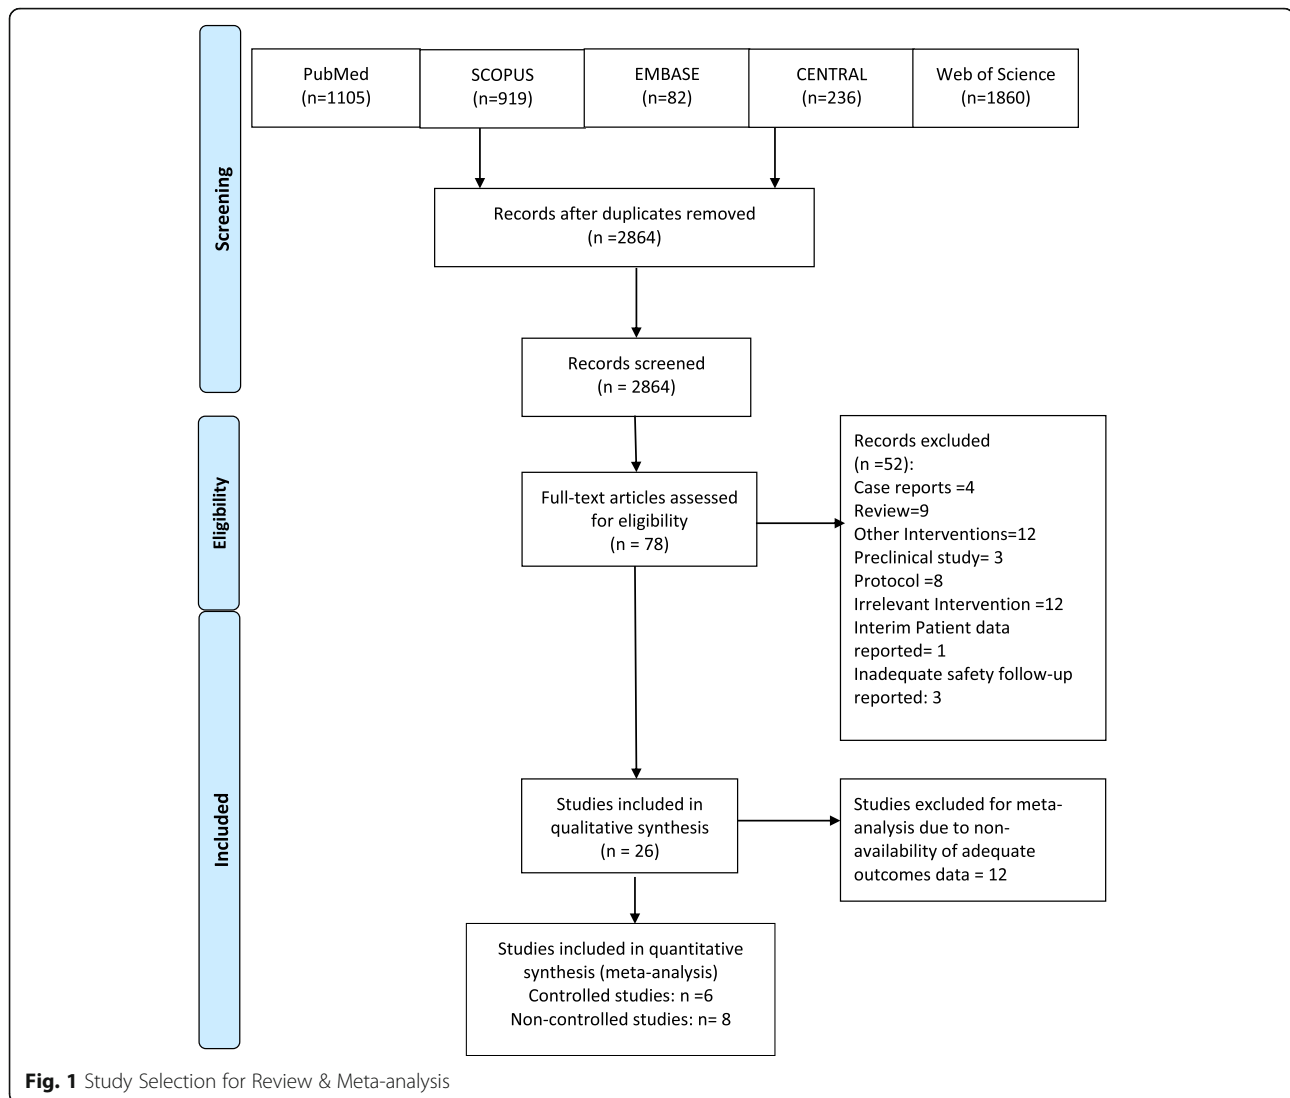 PubMed
(n=1105)
SCOPUS
(n=919)
EMBASE
(n=82)
CENTRAL
(n=236)
Web of Science
(n=1860)
Screening
Records after duplicates removed
(n =2864)
Records screened
(n = 2864)
Eligibility
Full-text articles assessed
for eligibility
(n = 78)
Records excluded
(n =52):
Case reports =4
Review=9
Other Interventions=12
Preclinical study= 3
Protocol =8
Irrelevant Intervention =12
Interim Patient data
reported= 1
Inadequate safety follow-up
reported: 3
Included
Studies included in
qualitative synthesis
(n = 26)
Studies excluded for meta-
analysis due to non-
availability of adequate
outcomes data = 12
Studies included in quantitative
synthesis (meta-analysis)
Controlled studies: n =6
Non-controlled studies: n= 8
Fig. 1 Study Selection for Review & Meta-analysis